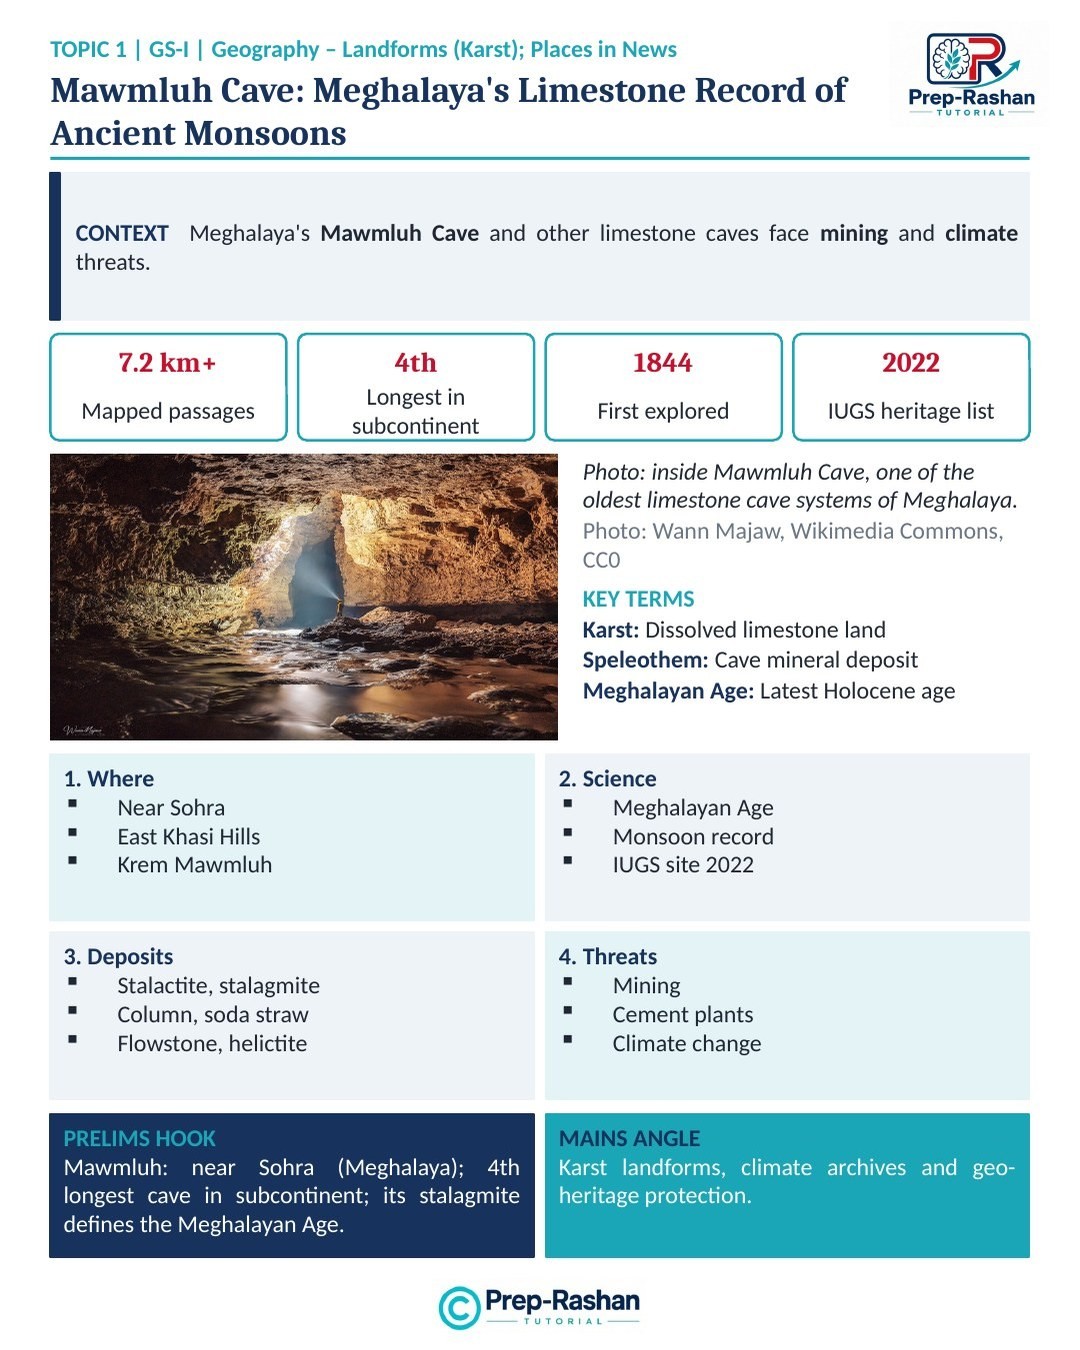 TOPIC 1 | GS-I | Geography – Landforms (Karst); Places in News
Mawmluh Cave: Meghalaya's Limestone Record of
Ancient Monsoons
Prep-Rashan
TUTORIAL
CONTEXT Meghalaya's Mawmluh Cave and other limestone caves face mining and climate
threats.
7.2 km+
Mapped passages
4th
Longest in
subcontinent
1844
First explored
2022
IUGS heritage list
Photo: inside Mawmluh Cave, one of the
oldest limestone cave systems of Meghalaya.
Photo: Wann Majaw, Wikimedia Commons,
CC0
KEY TERMS
Karst: Dissolved limestone land
Speleothem: Cave mineral deposit
Meghalayan Age: Latest Holocene age
1. Where
▪ Near Sohra
▪ East Khasi Hills
▪ Krem Mawmluh
2. Science
▪ Meghalayan Age
▪ Monsoon record
▪ IUGS site 2022
3. Deposits
▪ Stalactite, stalagmite
▪ Column, soda straw
▪ Flowstone, helictite
4. Threats
▪ Mining
▪ Cement plants
▪ Climate change
PRELIMS HOOK
Mawmluh: near Sohra (Meghalaya); 4th
longest cave in subcontinent; its stalagmite
defines the Meghalayan Age.
MAINS ANGLE
Karst landforms, climate archives and geo-
heritage protection.
© Prep-Rashan
TUTORIAL